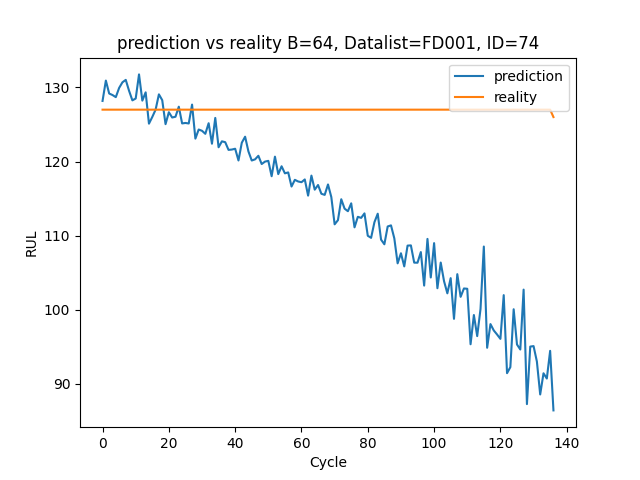 prediction vs reality B=64, Datalist=FD001, ID=74
prediction
reality
130
120
110
100
90
RUL
0 20 40 60 80 100 120 140
Cycle